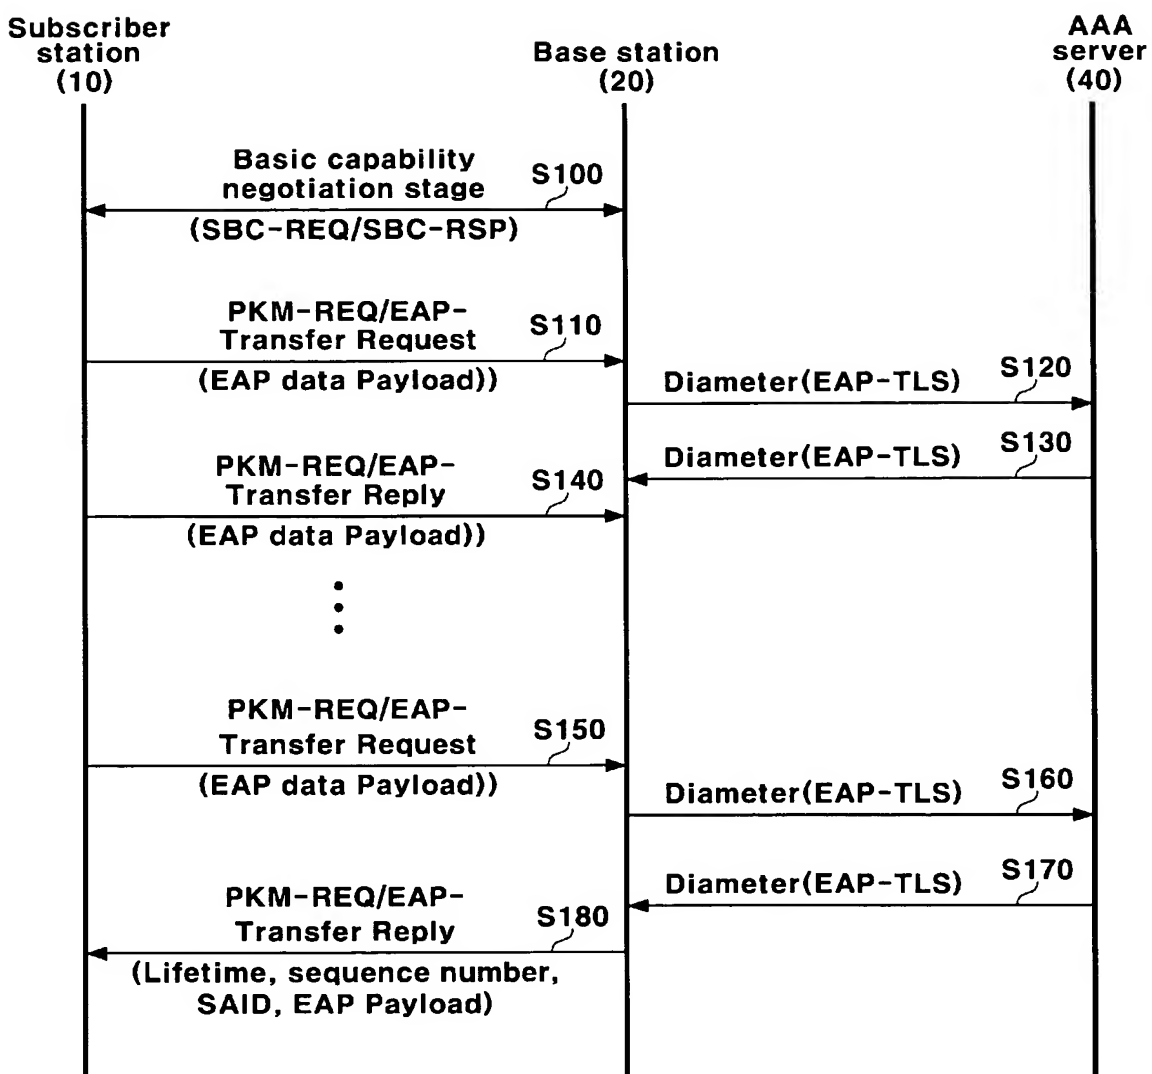 Subscriber
station
(10)
Base station
(20)
AAA
server
(40)
Basic capability
negotiation stage
S100
(SBC-REQ/SBC-RSP)
PKM-REQ/EAP-
Transfer Request
S110
(EAP data Payload))
Diameter(EAP-TLS)
S120
Diameter(EAP-TLS)
S130
PKM-REQ/EAP-
Transfer Reply
S140
(EAP data Payload))
PKM-REQ/EAP-
Transfer Request
S150
(EAP data Payload))
Diameter(EAP-TLS)
S160
Diameter(EAP-TLS)
S170
PKM-REQ/EAP-
Transfer Reply
S180
(Lifetime, sequence number,
SAID, EAP Payload)